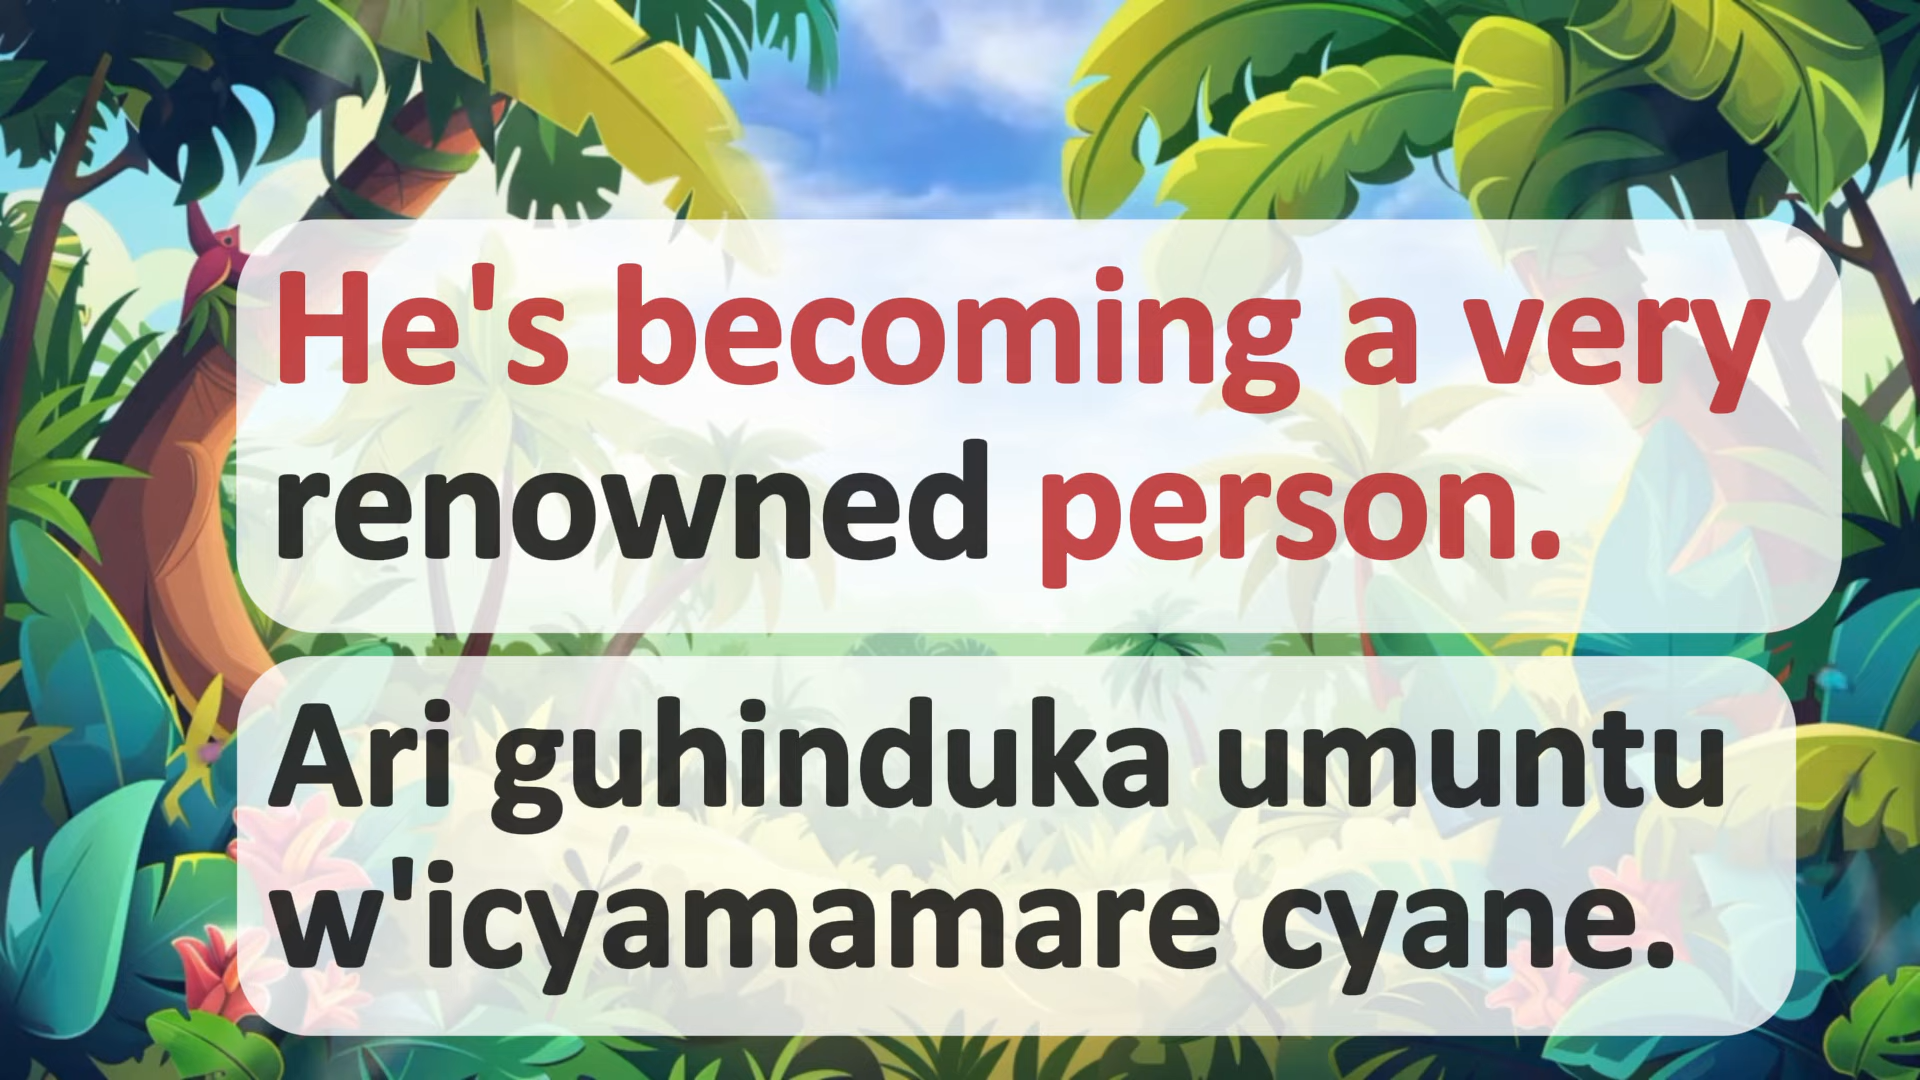 He's becoming a very
renowned person.
Ari guhinduka umuntu
w'icyamamare cyane.